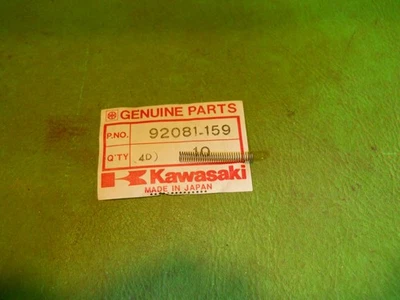 GENUINE PARTS
P.NO. 92081-159
Q'TY 4D) 10
Kawasaki
MADE IN JAPAN